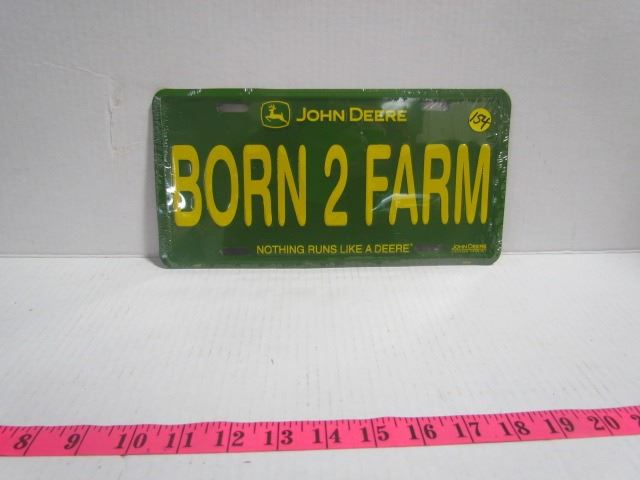 JOHN DEERE
154
BORN 2 FARM
NOTHING RUNS LIKE A DEERE
JOHN DEERE
8 9 10 11 12 13 14 15 16 17 18 19 20